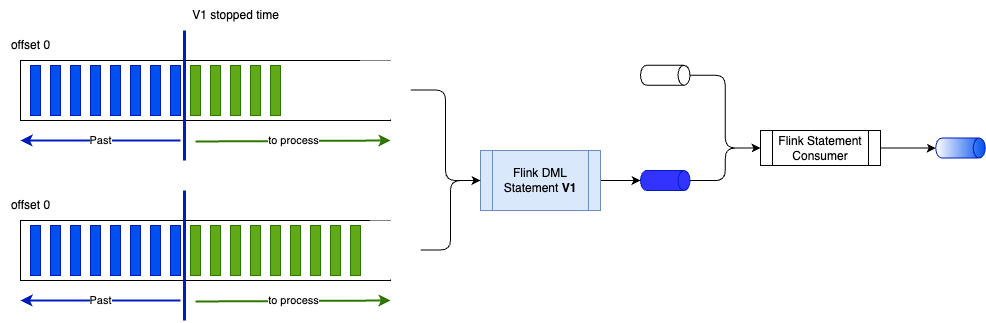 V1 stopped time
offset 0
Past
to process
Flink DML
Statement V1
Flink Statement
Consumer
offset 0
Past
to process